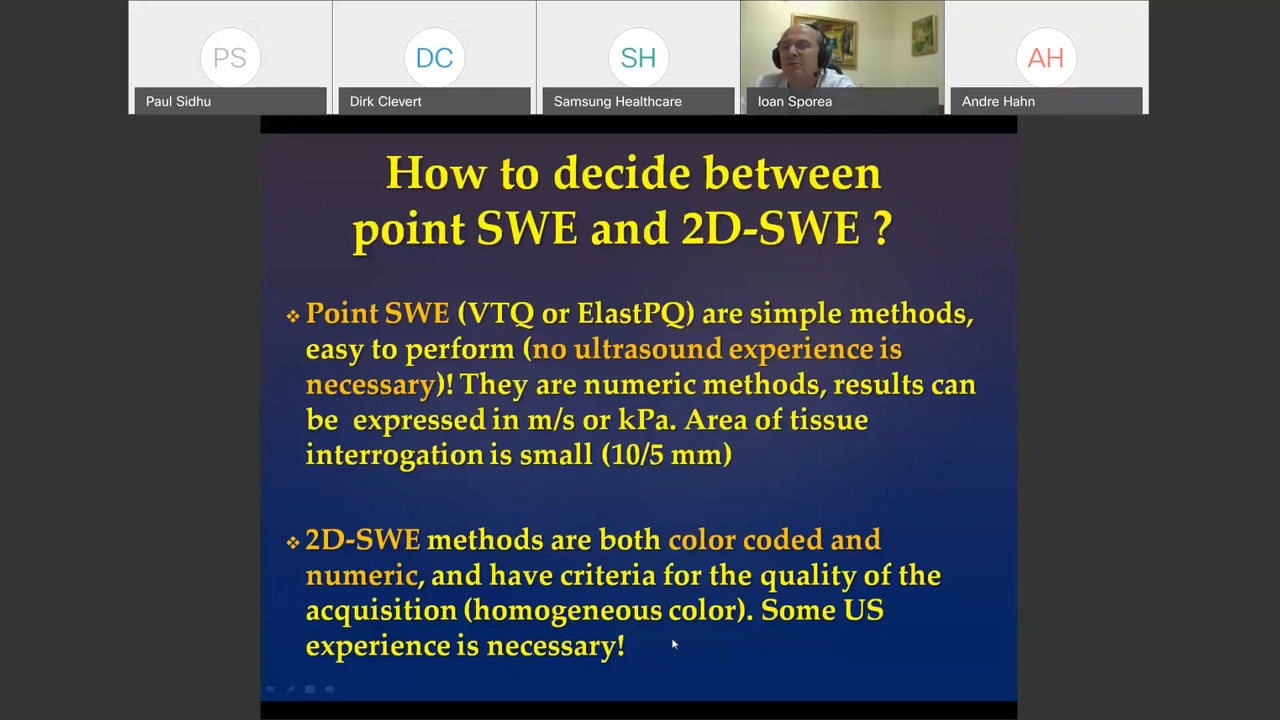 PS
DC
SH
AH
Paul Sidhu
Dirk Clevert
Samsung Healthcare
Ioan Sporea
Andre Hahn
How to decide between
point SWE and 2D-SWE ?
Point SWE (VTQ or ElastPQ) are simple methods,
easy to perform (no ultrasound experience is
necessary)! They are numeric methods, results can
be expressed in m/s or kPa. Area of tissue
interrogation is small (10/5 mm)
2D-SWE methods are both color coded and
numeric, and have criteria for the quality of the
acquisition (homogeneous color). Some US
experience is necessary!